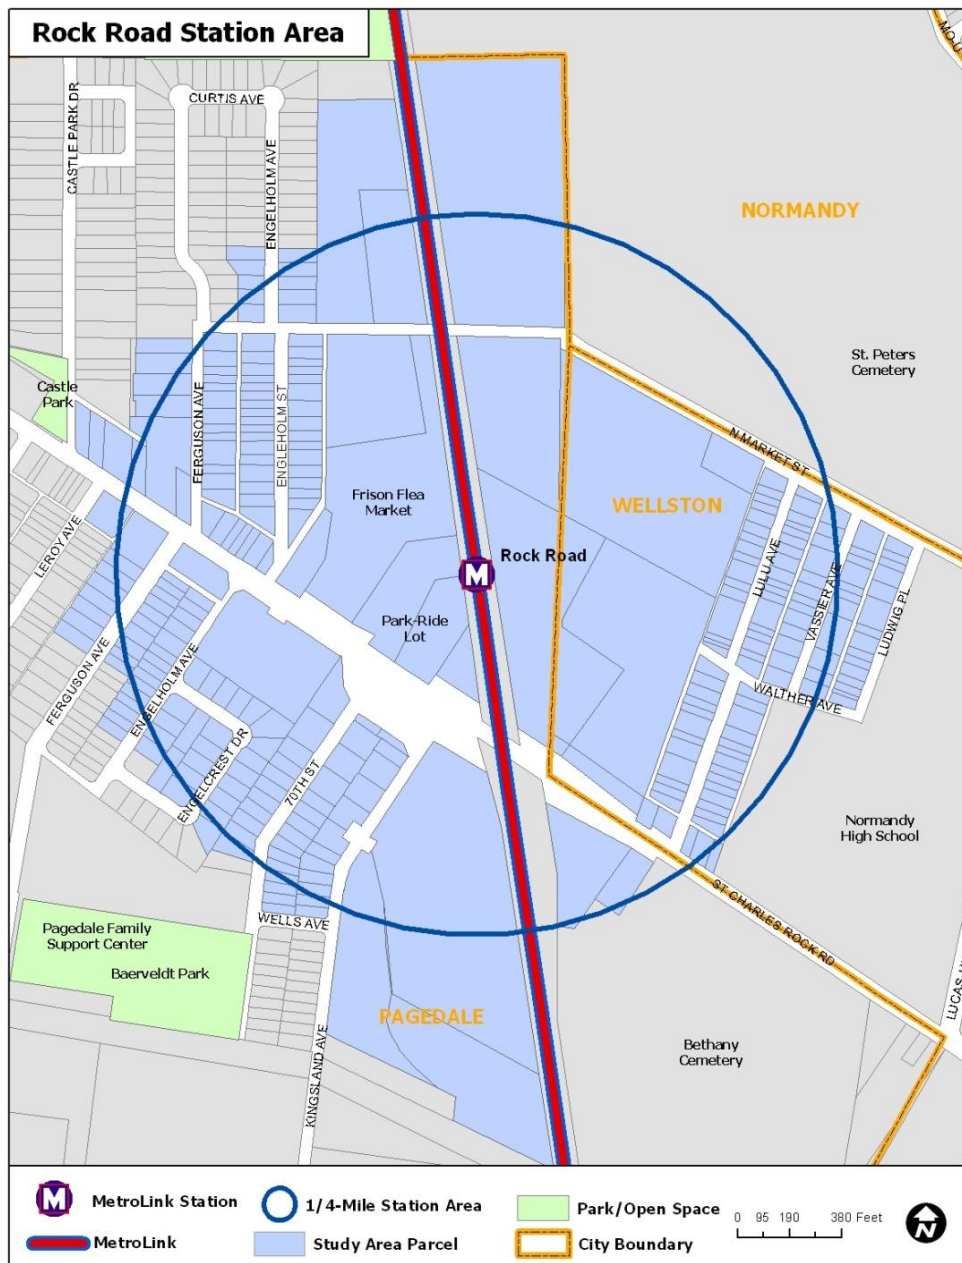 Rock Road Station Area
MO-U
CURTIS AVE
CASTLE PARK DR
ENGELHOLM AVE
NORMANDY
St. Peters
Cemetery
Castle
Park
FERGUSON AVE
ENGLEHOLM ST
N MARKET ST
Frison Flea
Market
WELLSTON
LEROY AVE
Rock Road
M
LULU AVE
VASSIER AVE
LUDWIG PL
Park-Ride
Lot
FERGUSON AVE
ENGELHOLM AVE
WALTHER AVE
ENGELCREST DR
70TH ST
Normandy
High School
ST CHARLES ROCK RD
WELLS AVE
Pagedale Family
Support Center
Baerveldt Park
LUCAS-H
PAGEDALE
KINGSLAND AVE
Bethany
Cemetery
M
MetroLink Station
1/4-Mile Station Area
Park/Open Space
0 95 190 380 Feet
N
MetroLink
Study Area Parcel
City Boundary